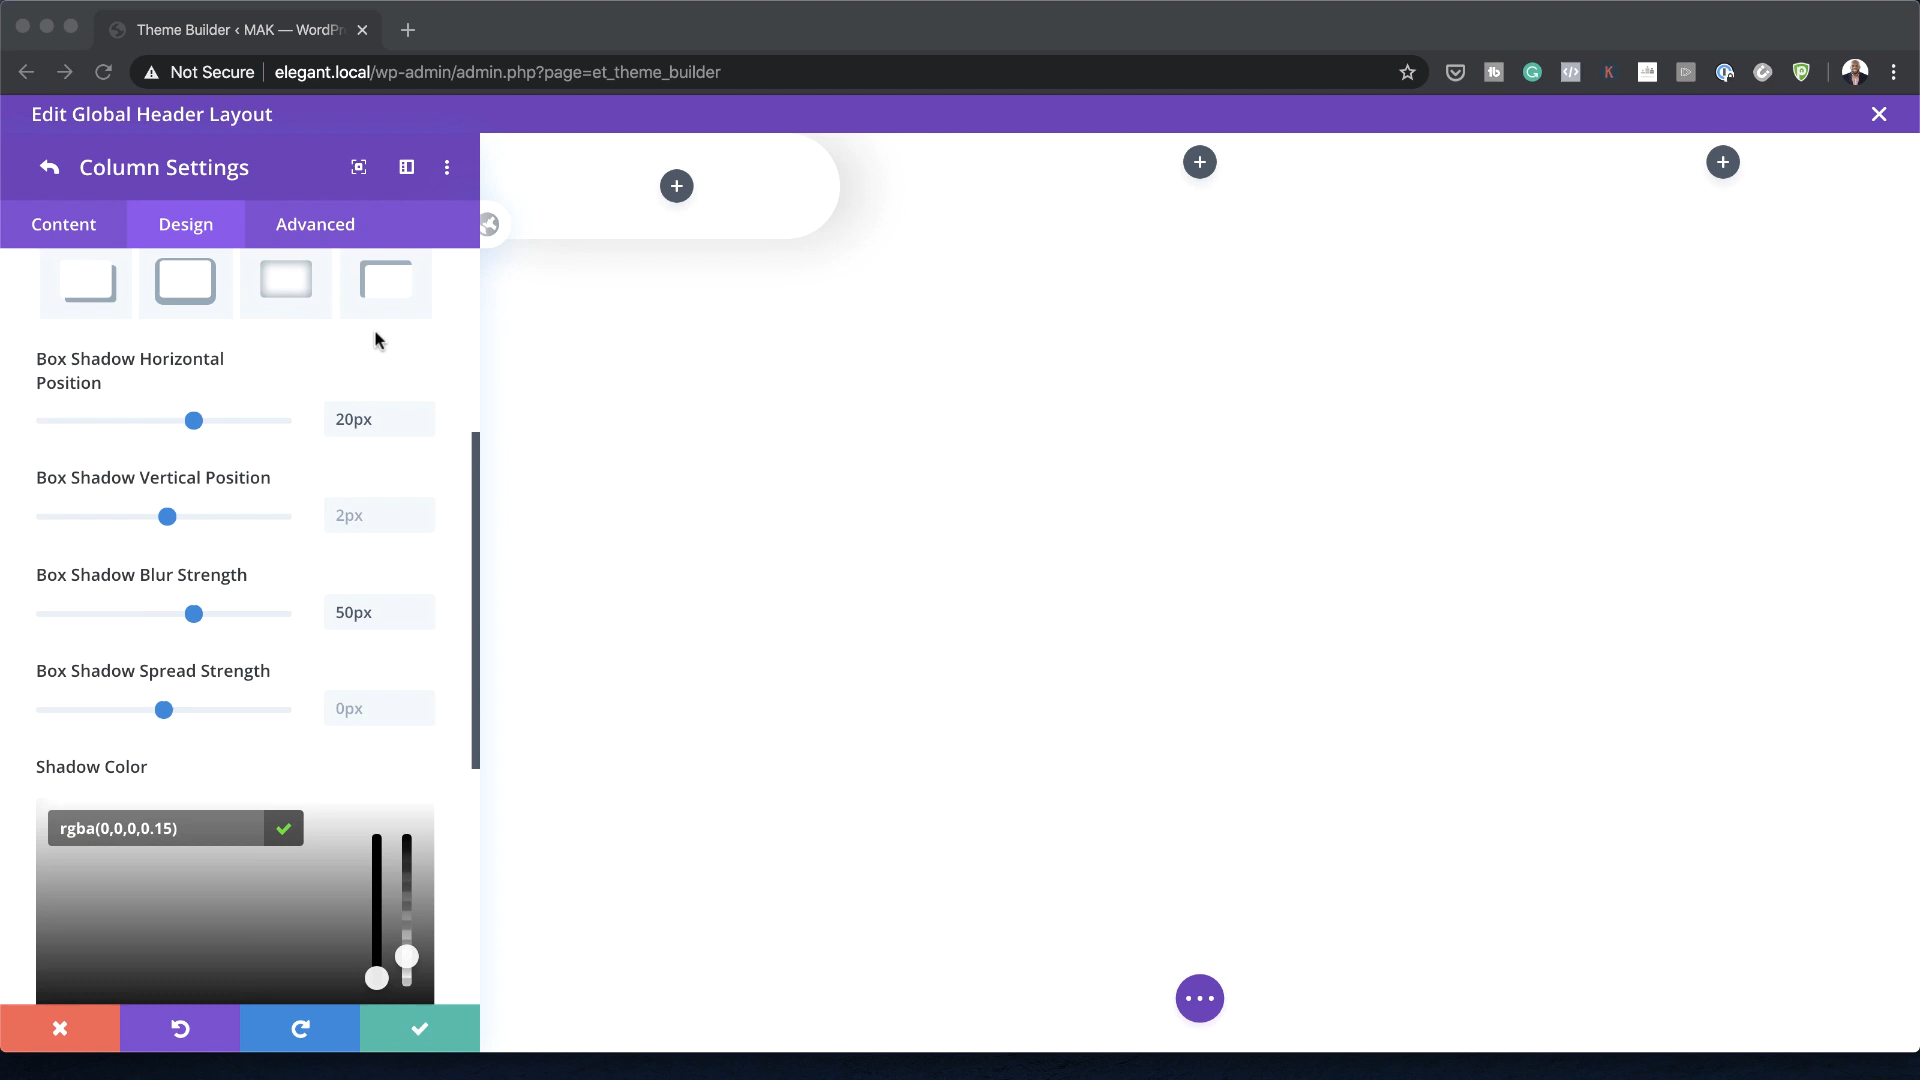 Theme Builder ‹ MAK — WordPr
Not Secure
elegant.local/wp-admin/admin.php?page=et_theme_builder
Edit Global Header Layout
Column Settings
Content
Design
Advanced
Box Shadow Horizontal
Position
20px
Box Shadow Vertical Position
2px
Box Shadow Blur Strength
50px
Box Shadow Spread Strength
0px
Shadow Color
rgba(0,0,0,0.15)